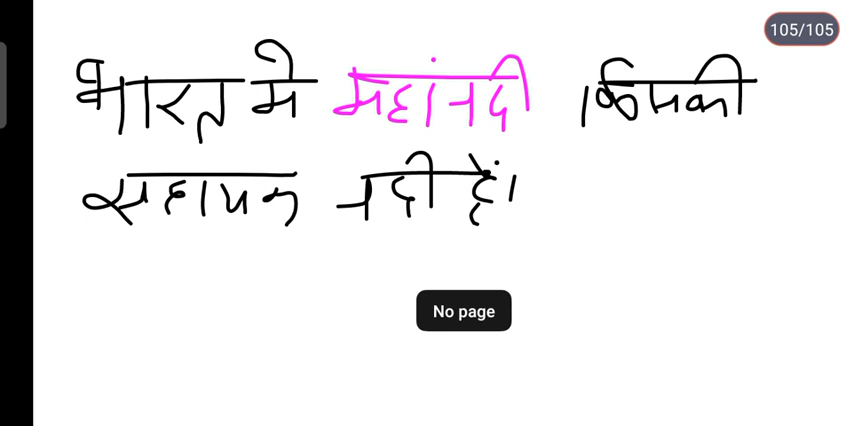 105/105
भारत मे महांनदी किसकी
सहायक नदी हैं।
No page